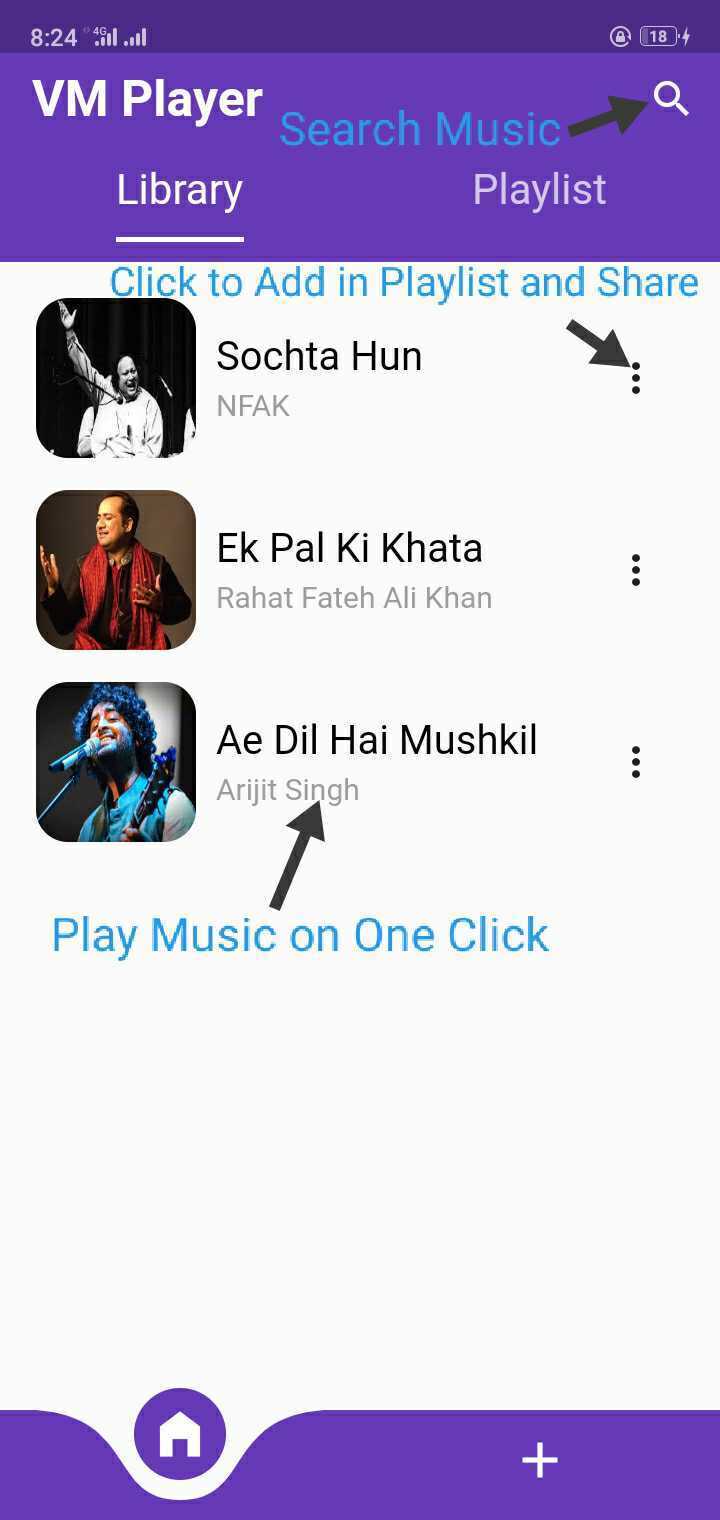 8:24 4G 18
VM Player
Search Music
Library Playlist
Click to Add in Playlist and Share
Sochta Hun
NFAK
Ek Pal Ki Khata
Rahat Fateh Ali Khan
Ae Dil Hai Mushkil
Arijit Singh
Play Music on One Click